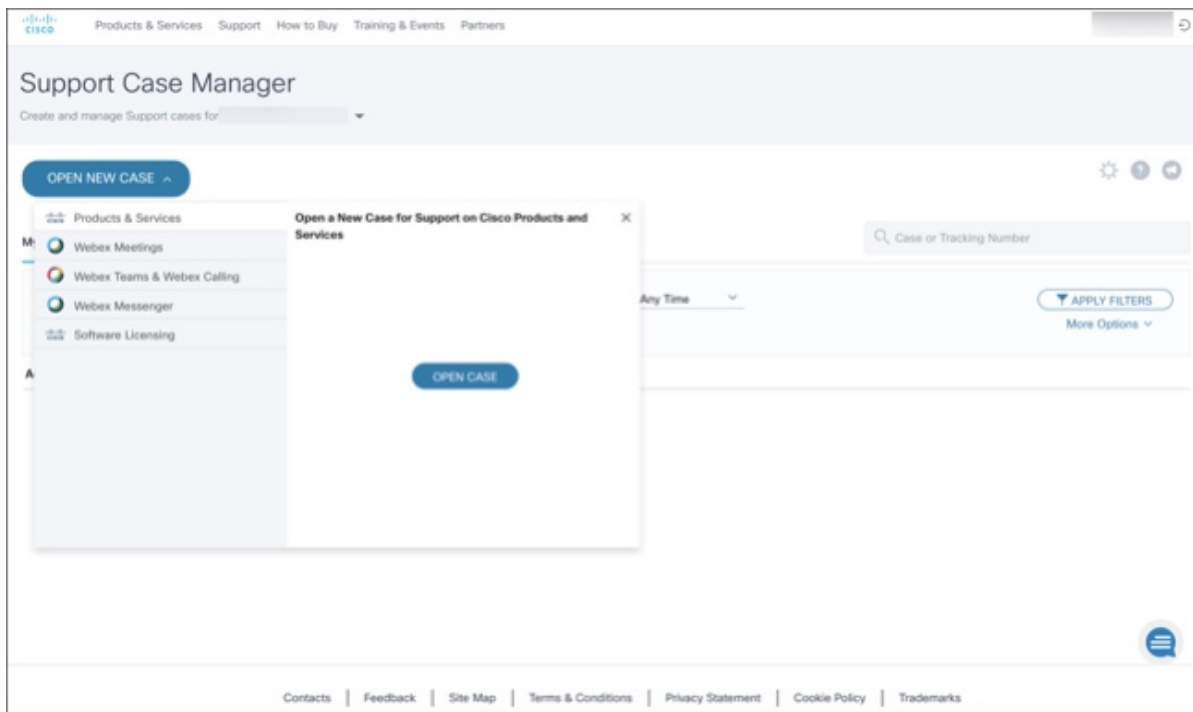 CISCO
Products & Services Support How to Buy Training & Events Partners
Support Case Manager
Create and manage Support cases for
OPEN NEW CASE
Products & Services
Webex Meetings
Webex Teams & Webex Calling
Webex Messenger
Software Licensing
Open a New Case for Support on Cisco Products and
Services
OPEN CASE
My
Case or Tracking Number
Any Time
APPLY FILTERS
More Options
A
Contacts | Feedback | Site Map | Terms & Conditions | Privacy Statement | Cookie Policy | Trademarks